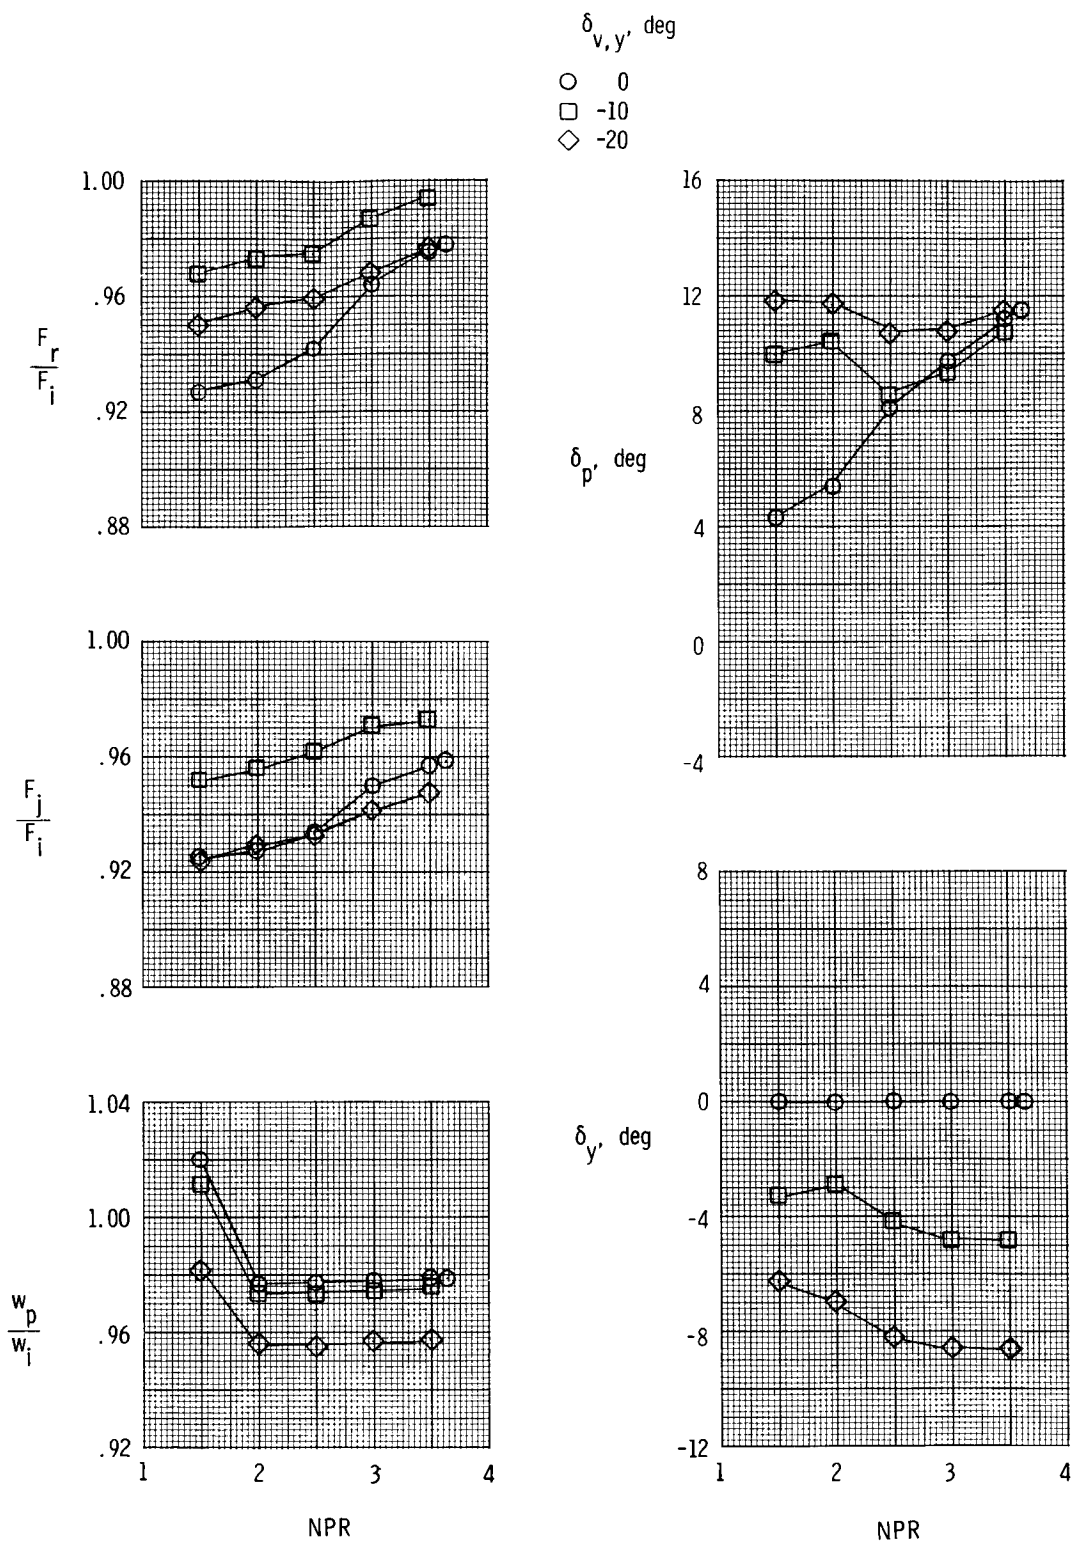 δv,y, deg
0
-10
-20
1.00
.96
.92
.88
Fr
Fi
16
12
8
4
0
-4
δp, deg
1.00
.96
.92
.88
Fj
Fi
8
4
0
-4
-8
-12
δy, deg
1.04
1.00
.96
.92
wp
wi
1 2 3 4
NPR
1 2 3 4
NPR